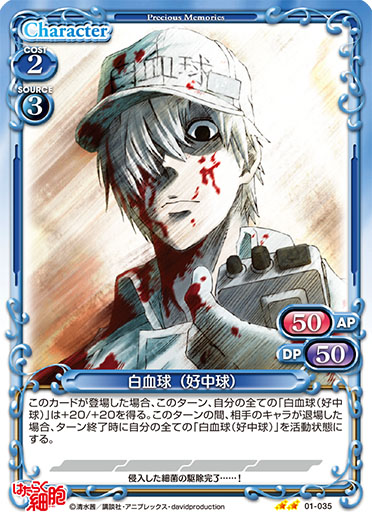 Precious Memories
Character
COST
2
SOURCE
3
白血球
50 AP
DP 50
白血球（好中球）
このカードが登場した場合、このターン、自分の全ての「白血球（好中
球）」は+20/+20を得る。このターンの間、相手のキャラが退場した
場合、ターン終了時に自分の全ての「白血球（好中球）」を活動状態に
する。
侵入した細菌の駆除完了……！
はたらく
細胞
©清水茜／講談社・アニプレックス・davidproduction
01-035